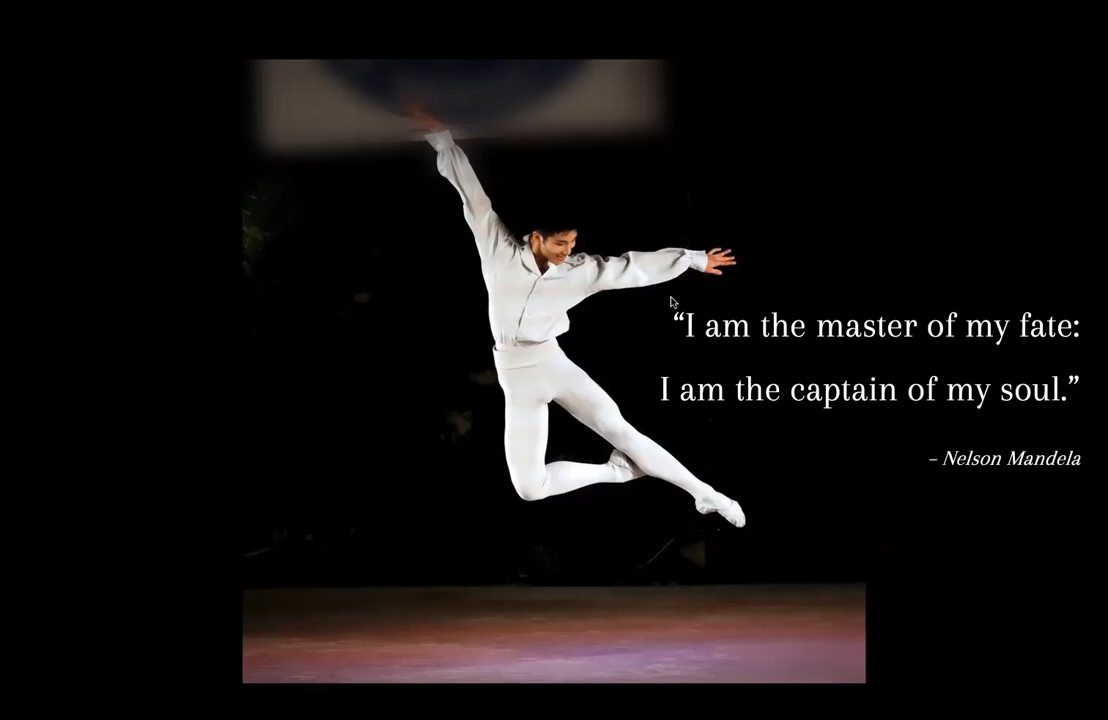 “I am the master of my fate:
I am the captain of my soul.”
– Nelson Mandela